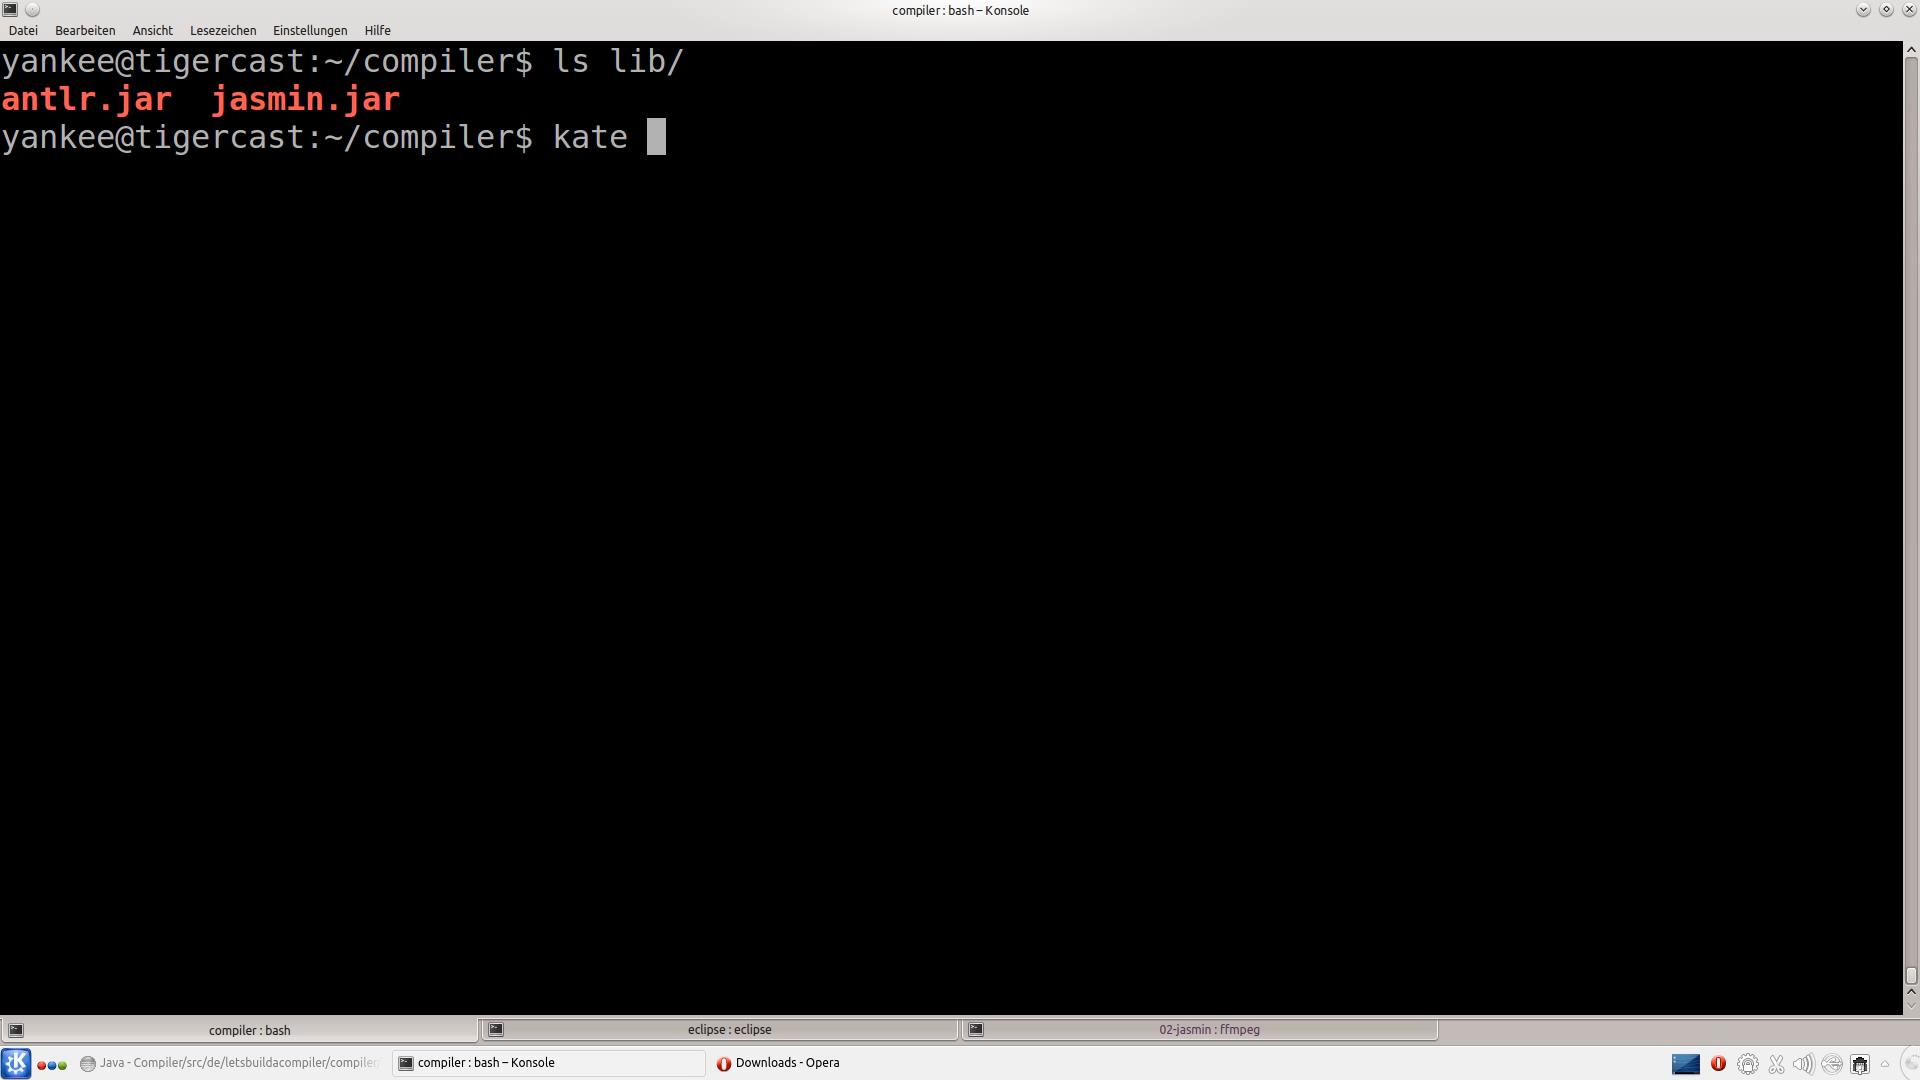 compiler : bash – Konsole
Datei Bearbeiten Ansicht Lesezeichen Einstellungen Hilfe
yankee@tigercast:~/compiler$ ls lib/
antlr.jar jasmin.jar
yankee@tigercast:~/compiler$ kate
compiler : bash
eclipse : eclipse
02-jasmin : ffmpeg
Java - Compiler/src/de/letsbuildacompiler/compiler
compiler : bash – Konsole
Downloads - Opera